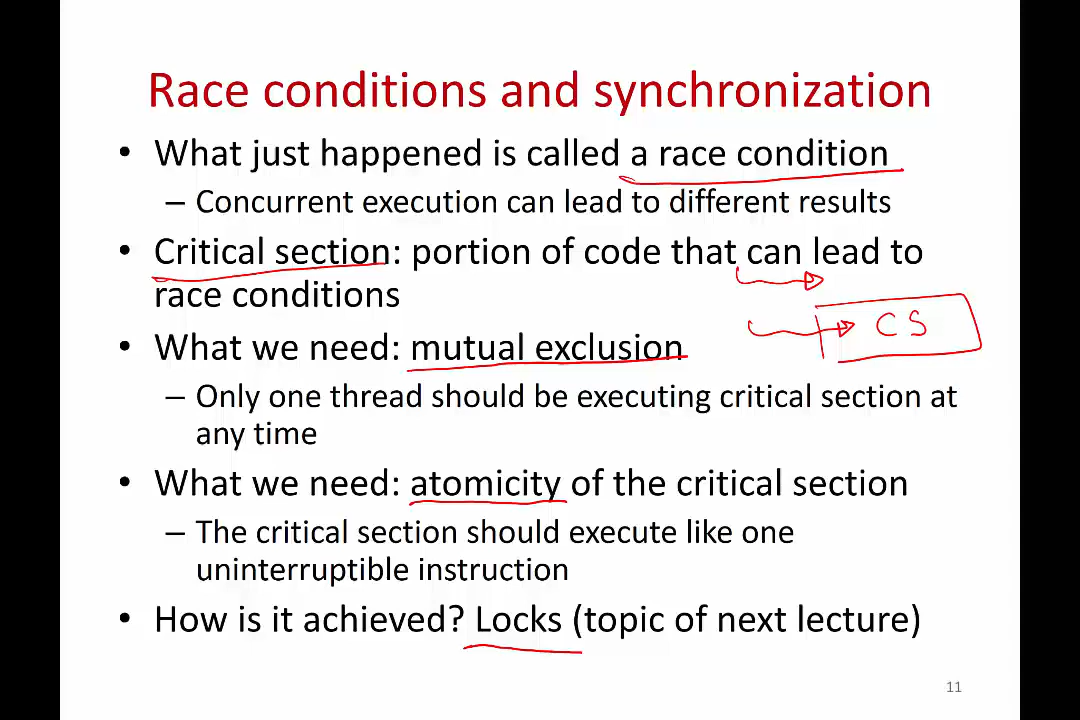 Race conditions and synchronization
• What just happened is called a race condition
– Concurrent execution can lead to different results
• Critical section: portion of code that can lead to
race conditions
CS
• What we need: mutual exclusion
– Only one thread should be executing critical section at
any time
• What we need: atomicity of the critical section
– The critical section should execute like one
uninterruptible instruction
• How is it achieved? Locks (topic of next lecture)
11